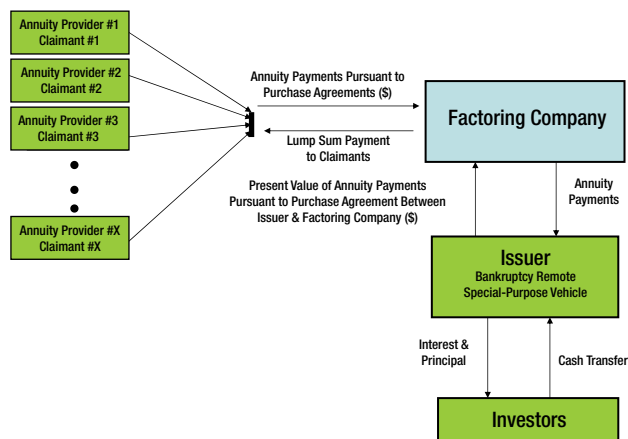 Annuity Provider #1
Claimant #1
Annuity Provider #2
Claimant #2
Annuity Provider #3
Claimant #3
Annuity Provider #X
Claimant #X
Annuity Payments Pursuant to
Purchase Agreements ($)
Lump Sum Payment
to Claimants
Factoring Company
Present Value of Annuity Payments
Pursuant to Purchase Agreement Between
Issuer & Factoring Company ($)
Annuity
Payments
Issuer
Bankruptcy Remote
Special-Purpose Vehicle
Interest &
Principal
Cash Transfer
Investors